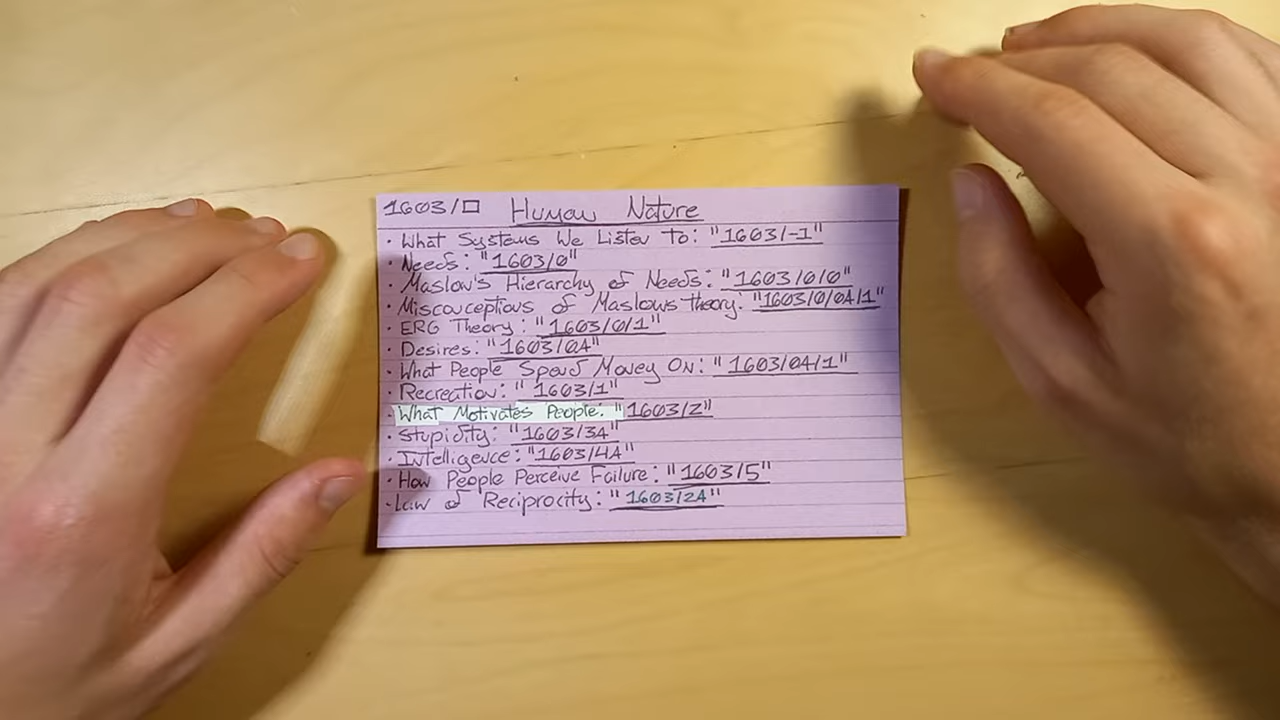 1603/□ Human Nature
· What Systems We Listen To: "1603/-1"
· Needs: "1603/0"
· Maslow's Hierarchy of Needs: "1603/0/0"
· Misconceptions of Maslows theory: "1603/0/0A/1"
· ERG Theory: "1603/0/1"
· Desires: "1603/0A"
· What People Spend Money On: "1603/0A/1"
· Recreation: "1603/1"
· What Motivates People: "1603/2"
· Stupidity: "1603/3A"
· Intelligence: "1603/4A"
· How People Perceive Failure: "1603/5"
· Law of Reciprocity: "1603/2A"